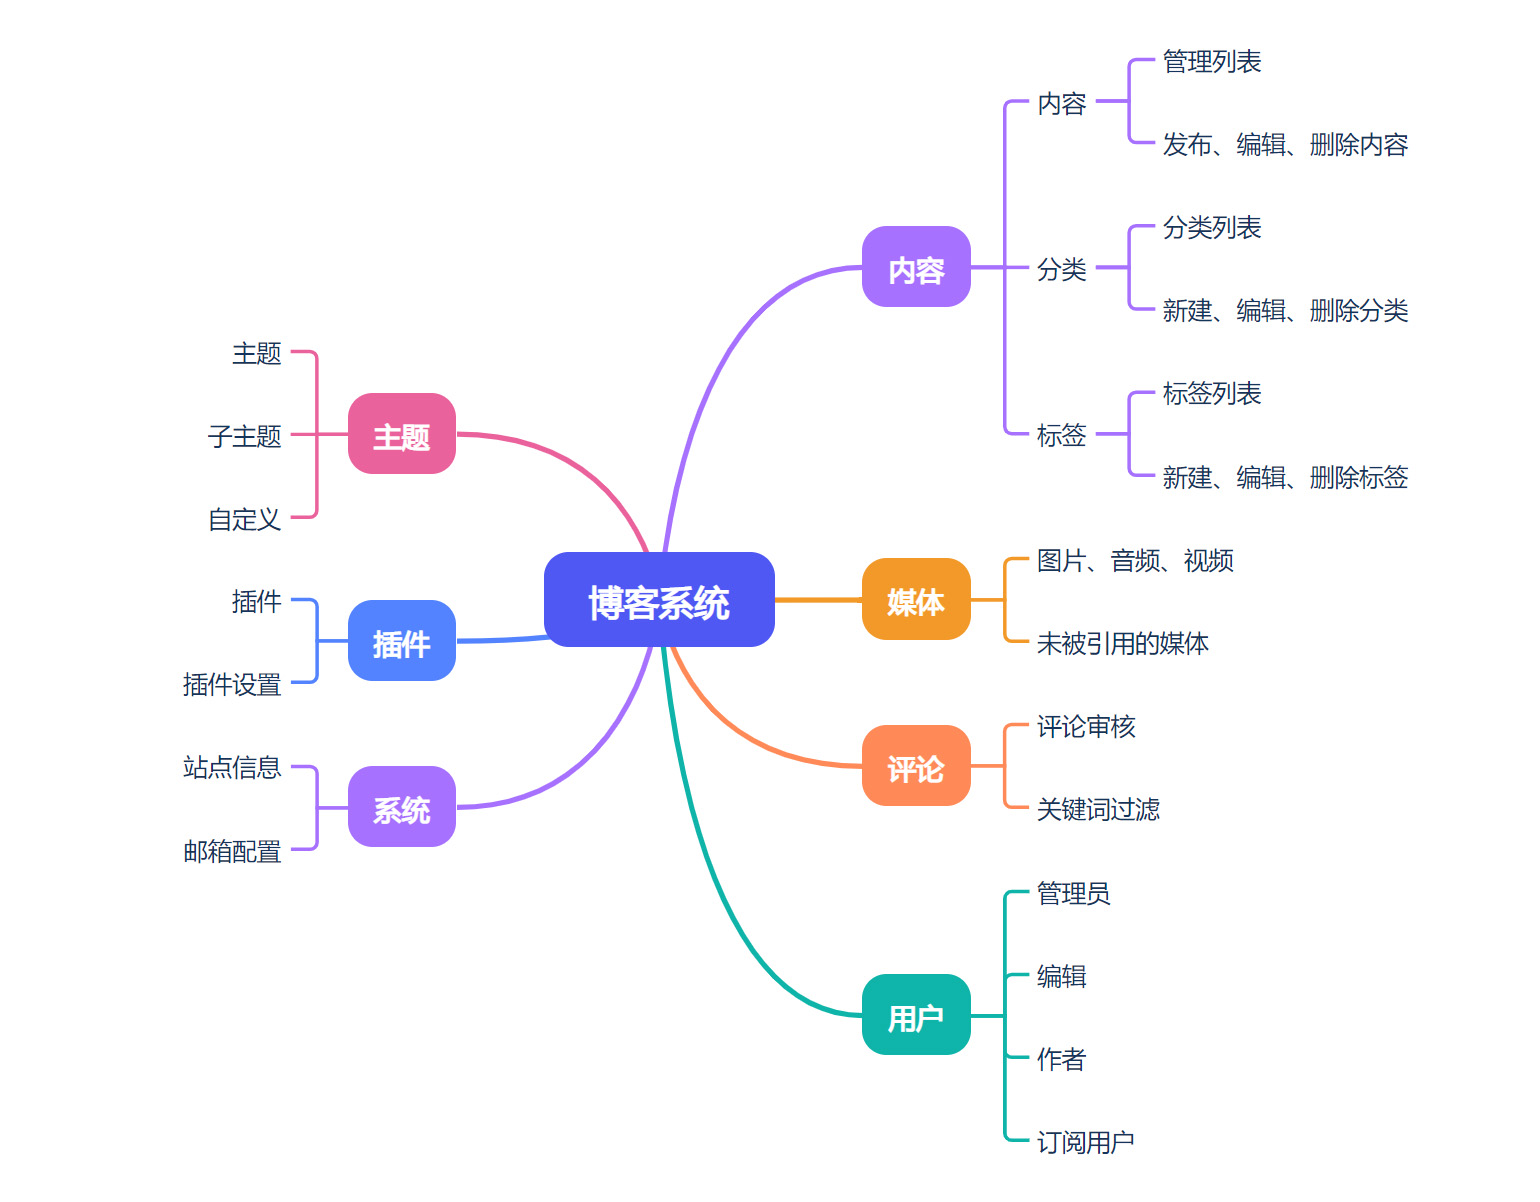 博客系统
内容
内容
管理列表
发布、编辑、删除内容
分类
分类列表
新建、编辑、删除分类
标签
标签列表
新建、编辑、删除标签
媒体
图片、音频、视频
未被引用的媒体
评论
评论审核
关键词过滤
用户
管理员
编辑
作者
订阅用户
主题
主题
子主题
自定义
插件
插件
插件设置
系统
站点信息
邮箱配置